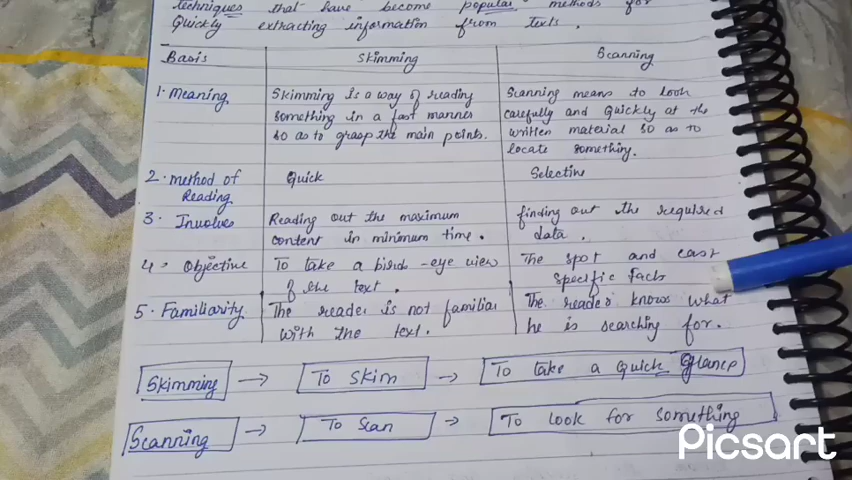 techniques that have become popular methods for
Quickly extracting information from texts.
Basis Skimming Scanning
1. Meaning Skimming is a way of reading something in a fast manner so as to grasp the main points. Scanning means to look carefully and Quickly at the written material so as to locate something.
2. method of Reading Quick Selective
3. Involves Reading out the maximum content in minimum time. finding out the required data.
4. Objective To take a birds-eye view of the text. The spot and cast specific facts
5. Familiarity The reader is not familiar with the text. The reader knows what he is searching for.
Skimming → To Skim → To take a Quick Glance
Scanning → To Scan → To look for something
Picsart